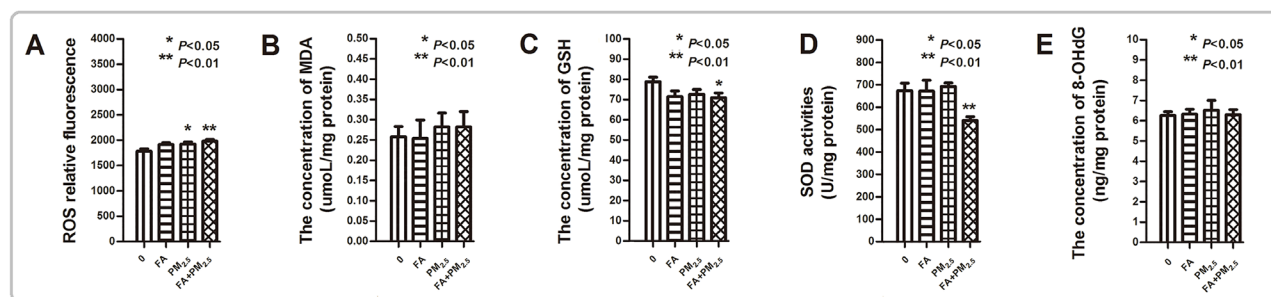 A
ROS relative fluorescence
4000
3500
3000
2500
2000
1500
1000
500
0
* P<0.05
** P<0.01
* **
0 FA PM2.5 FA+PM2.5
B
The concentration of MDA
(umoL/mg protein)
0.50
0.45
0.40
0.35
0.30
0.25
0.20
0.15
0.10
0.05
0.00
* P<0.05
** P<0.01
0 FA PM2.5 FA+PM2.5
C
The concentration of GSH
(umoL/mg protein)
100
90
80
70
60
50
40
30
20
10
0
* P<0.05
** P<0.01
*
0 FA PM2.5 FA+PM2.5
D
SOD activities
(U/mg protein)
900
800
700
600
500
400
300
200
100
0
* P<0.05
** P<0.01
**
0 FA PM2.5 FA+PM2.5
E
The concentration of 8-OHdG
(ng/mg protein)
10
9
8
7
6
5
4
3
2
1
0
* P<0.05
** P<0.01
0 FA PM2.5 FA+PM2.5